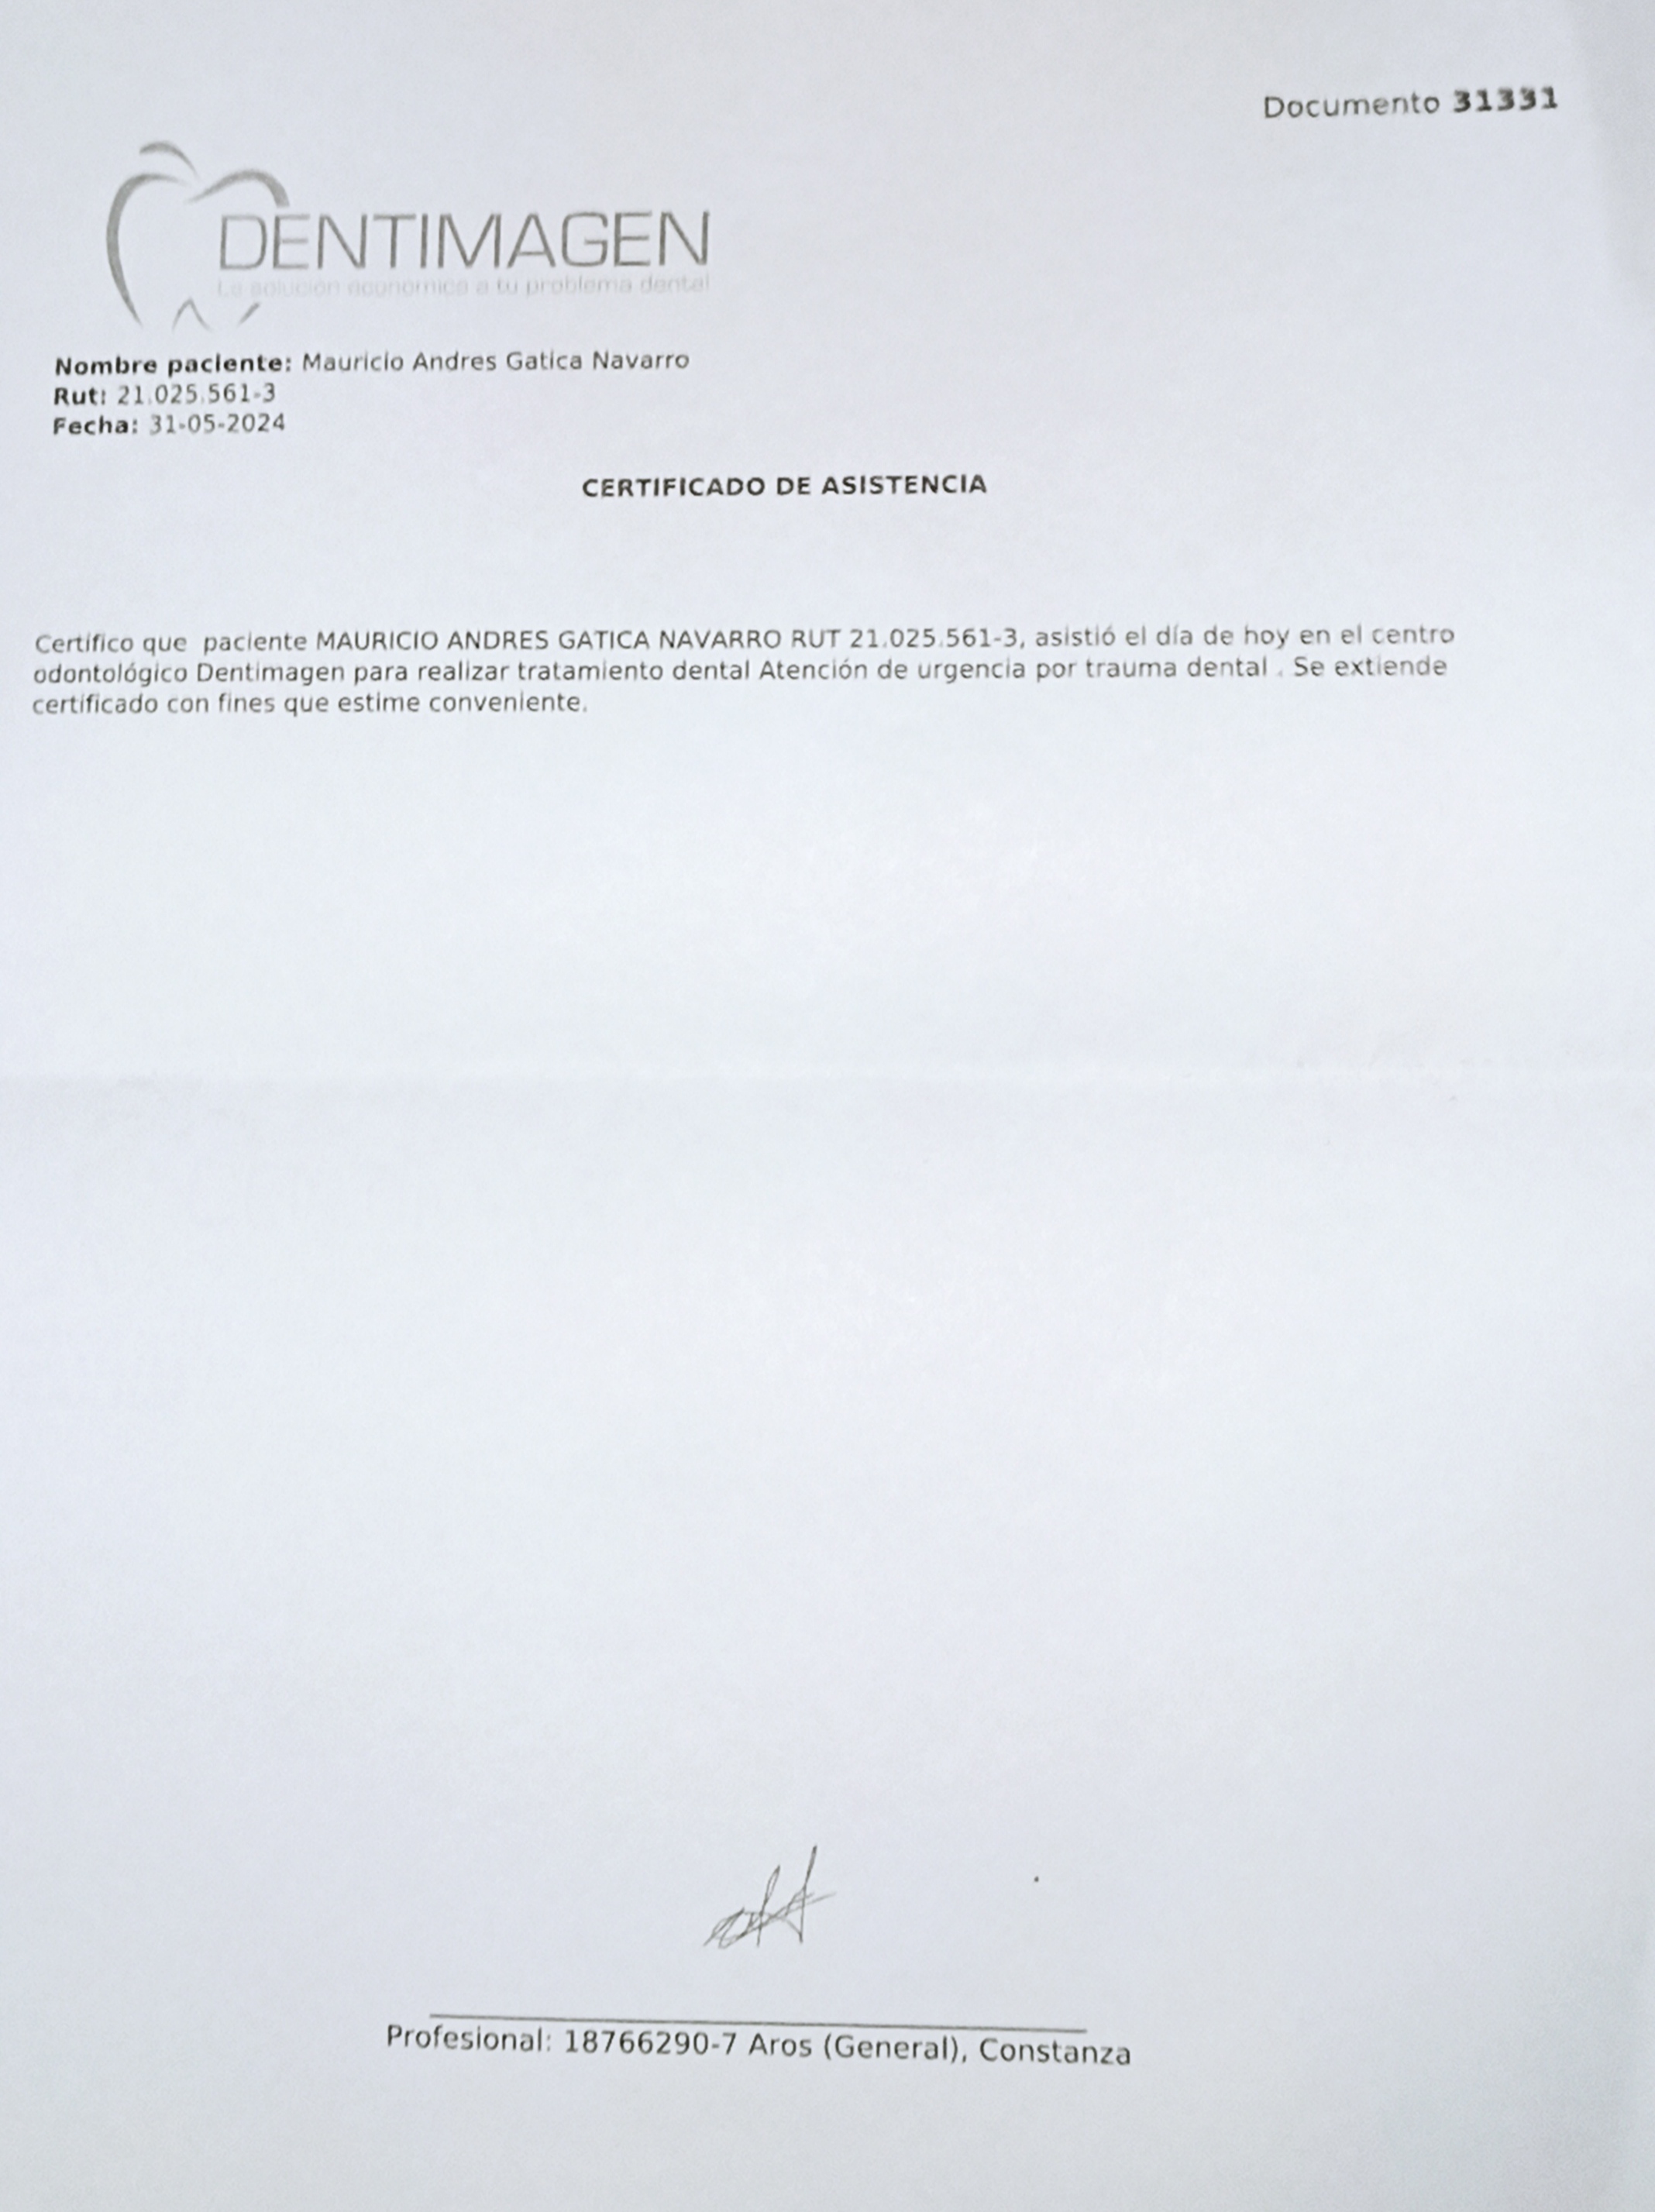 Documento 31331
DENTIMAGEN
La solución económica a tu problema dental
Nombre paciente: Mauricio Andres Gatica Navarro
Rut: 21.025.561-3
Fecha: 31-05-2024
CERTIFICADO DE ASISTENCIA
Certifico que  paciente MAURICIO ANDRES GATICA NAVARRO RUT 21.025.561-3, asistió el día de hoy en el centro
odontológico Dentimagen para realizar tratamiento dental Atención de urgencia por trauma dental . Se extiende
certificado con fines que estime conveniente.
Profesional: 18766290-7 Aros (General), Constanza